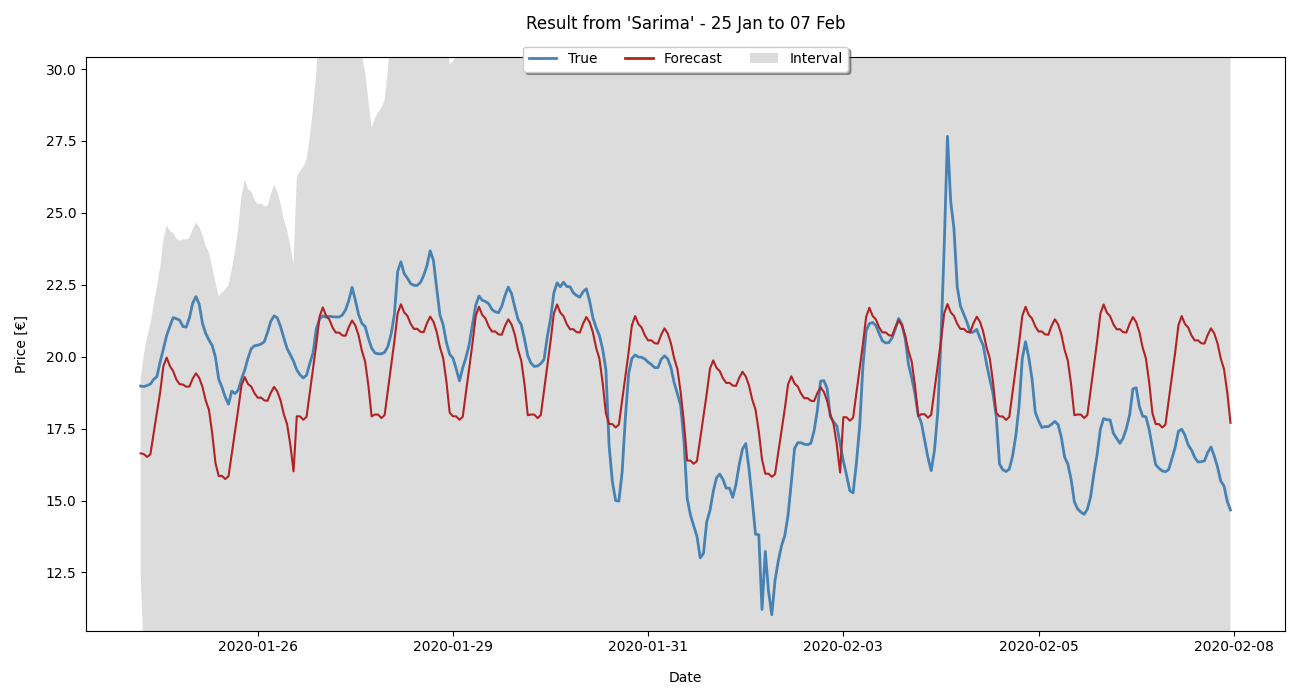 Result from 'Sarima' - 25 Jan to 07 Feb
True Forecast Interval
30.0
27.5
25.0
22.5
20.0
17.5
15.0
12.5
Price [€]
2020-01-26 2020-01-29 2020-01-31 2020-02-03 2020-02-05 2020-02-08
Date